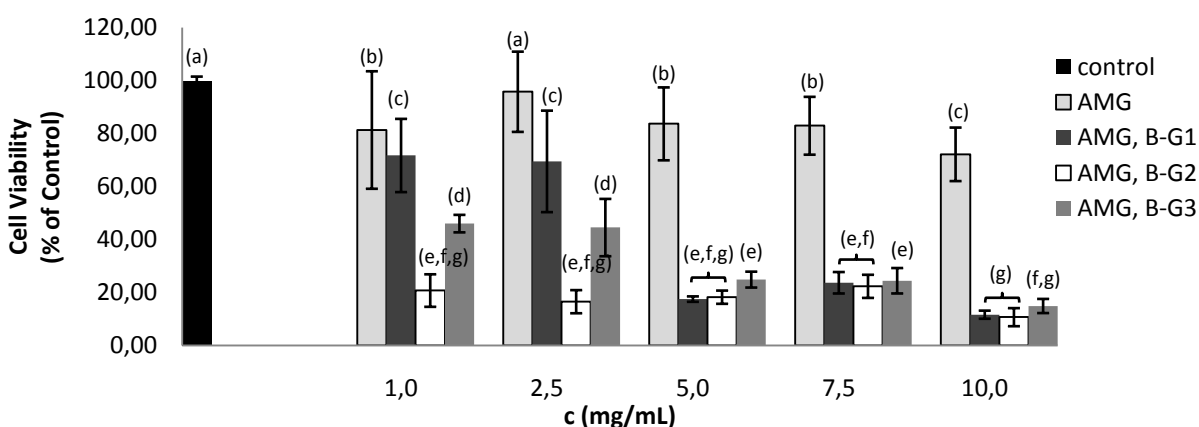 120,00
100,00
80,00
60,00
40,00
20,00
0,00
Cell Viability
(% of Control)
(a)
(b)
(c)
(e,f,g)
(d)
(a)
(c)
(e,f,g)
(d)
(b)
(e,f,g)
(e)
(b)
(e,f)
(e)
(c)
(g)
(f,g)
1,0
2,5
5,0
7,5
10,0
c (mg/mL)
control
AMG
AMG, B-G1
AMG, B-G2
AMG, B-G3